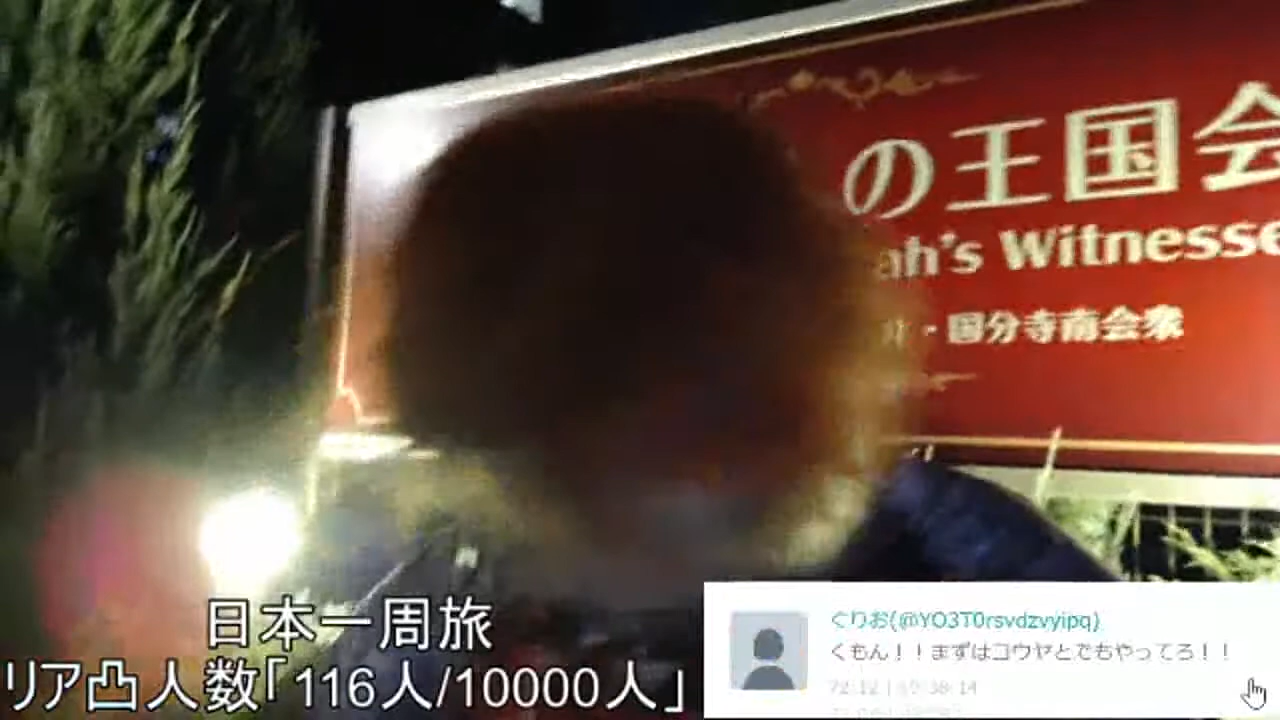 の王国会
ah's Witnesse
・国分寺南会衆
日本一周旅
リア凸人数「116人/10000人」
ぐりお(@YO3T0rsvdzvyipq)
くもん！！まずはコウヤとでもやってろ！！